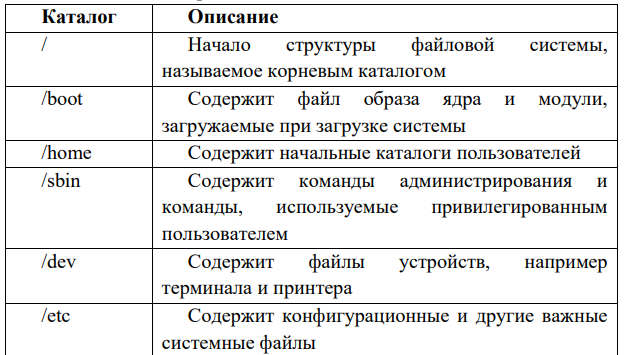 Каталог Описание
/ Начало структуры файловой системы,
называемое корневым каталогом
/boot Содержит файл образа ядра и модули,
загружаемые при загрузке системы
/home Содержит начальные каталоги пользователей
/sbin Содержит команды администрирования и
команды, используемые привилегированным
пользователем
/dev Содержит файлы устройств, например
терминала и принтера
/etc Содержит конфигурационные и другие важные
системные файлы